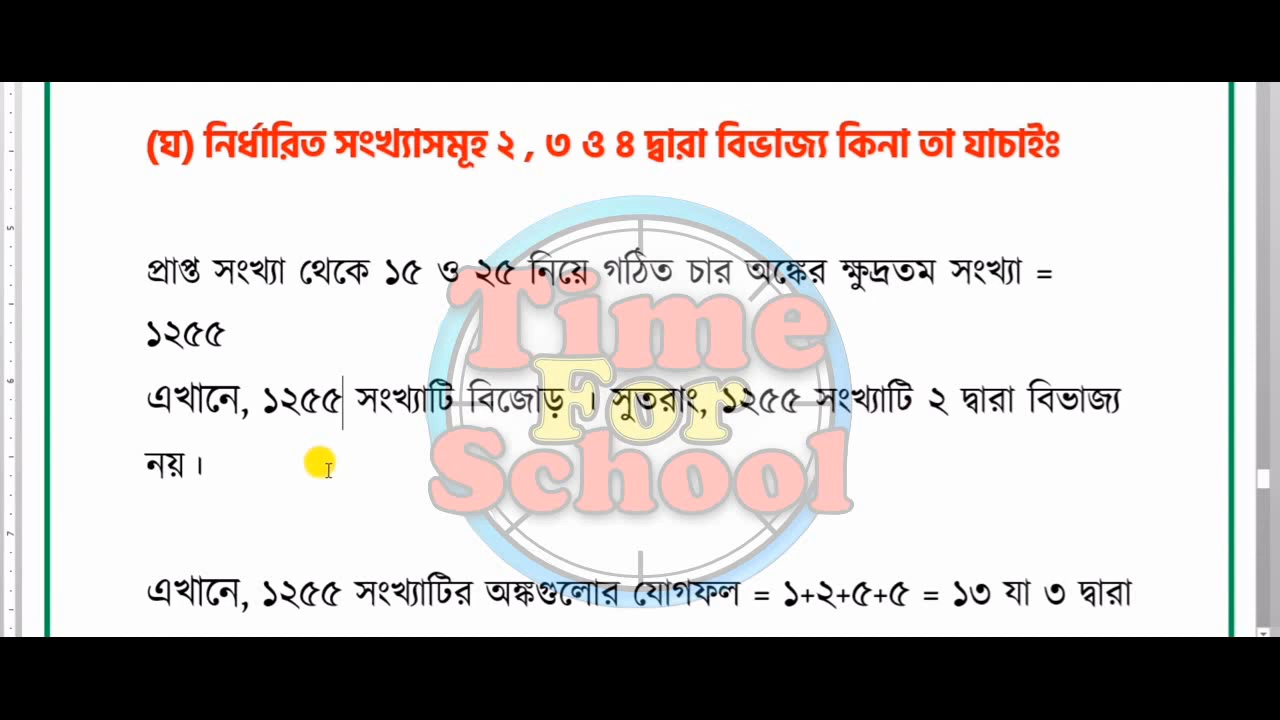 (ঘ) নির্ধারিত সংখ্যাসমূহ ২ , ৩ ও ৪ দ্বারা বিভাজ্য কিনা তা যাচাইঃ
প্রাপ্ত সংখ্যা থেকে ১৫ ও ২৫ নিয়ে গঠিত চার অঙ্কের ক্ষুদ্রতম সংখ্যা =
১২৫৫
এখানে, ১২৫৫ সংখ্যাটি বিজোড় । সুতরাং, ১২৫৫ সংখ্যাটি ২ দ্বারা বিভাজ্য
নয়।
এখানে, ১২৫৫ সংখ্যাটির অঙ্কগুলোর যোগফল = ১+২+৫+৫ = ১৩ যা ৩ দ্বারা
Time
For
School